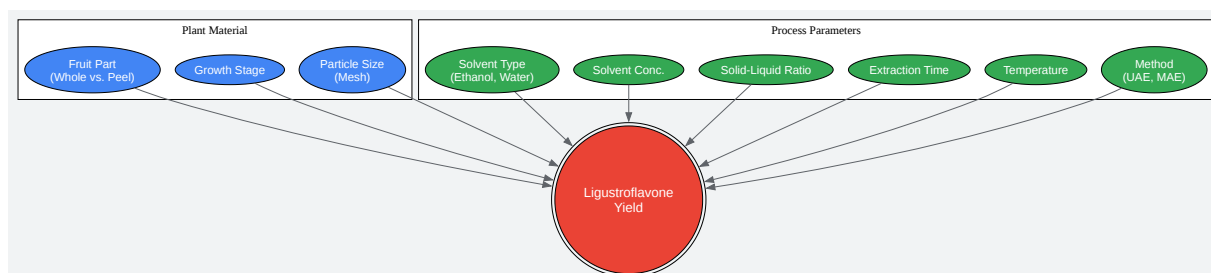 Plant Material
Process Parameters
Fruit Part
(Whole vs. Peel)
Growth Stage
Particle Size
(Mesh)
Solvent Type
(Ethanol, Water)
Solvent Conc.
Solid-Liquid Ratio
Extraction Time
Temperature
Method
(UAE, MAE)
Ligustroflavone
Yield